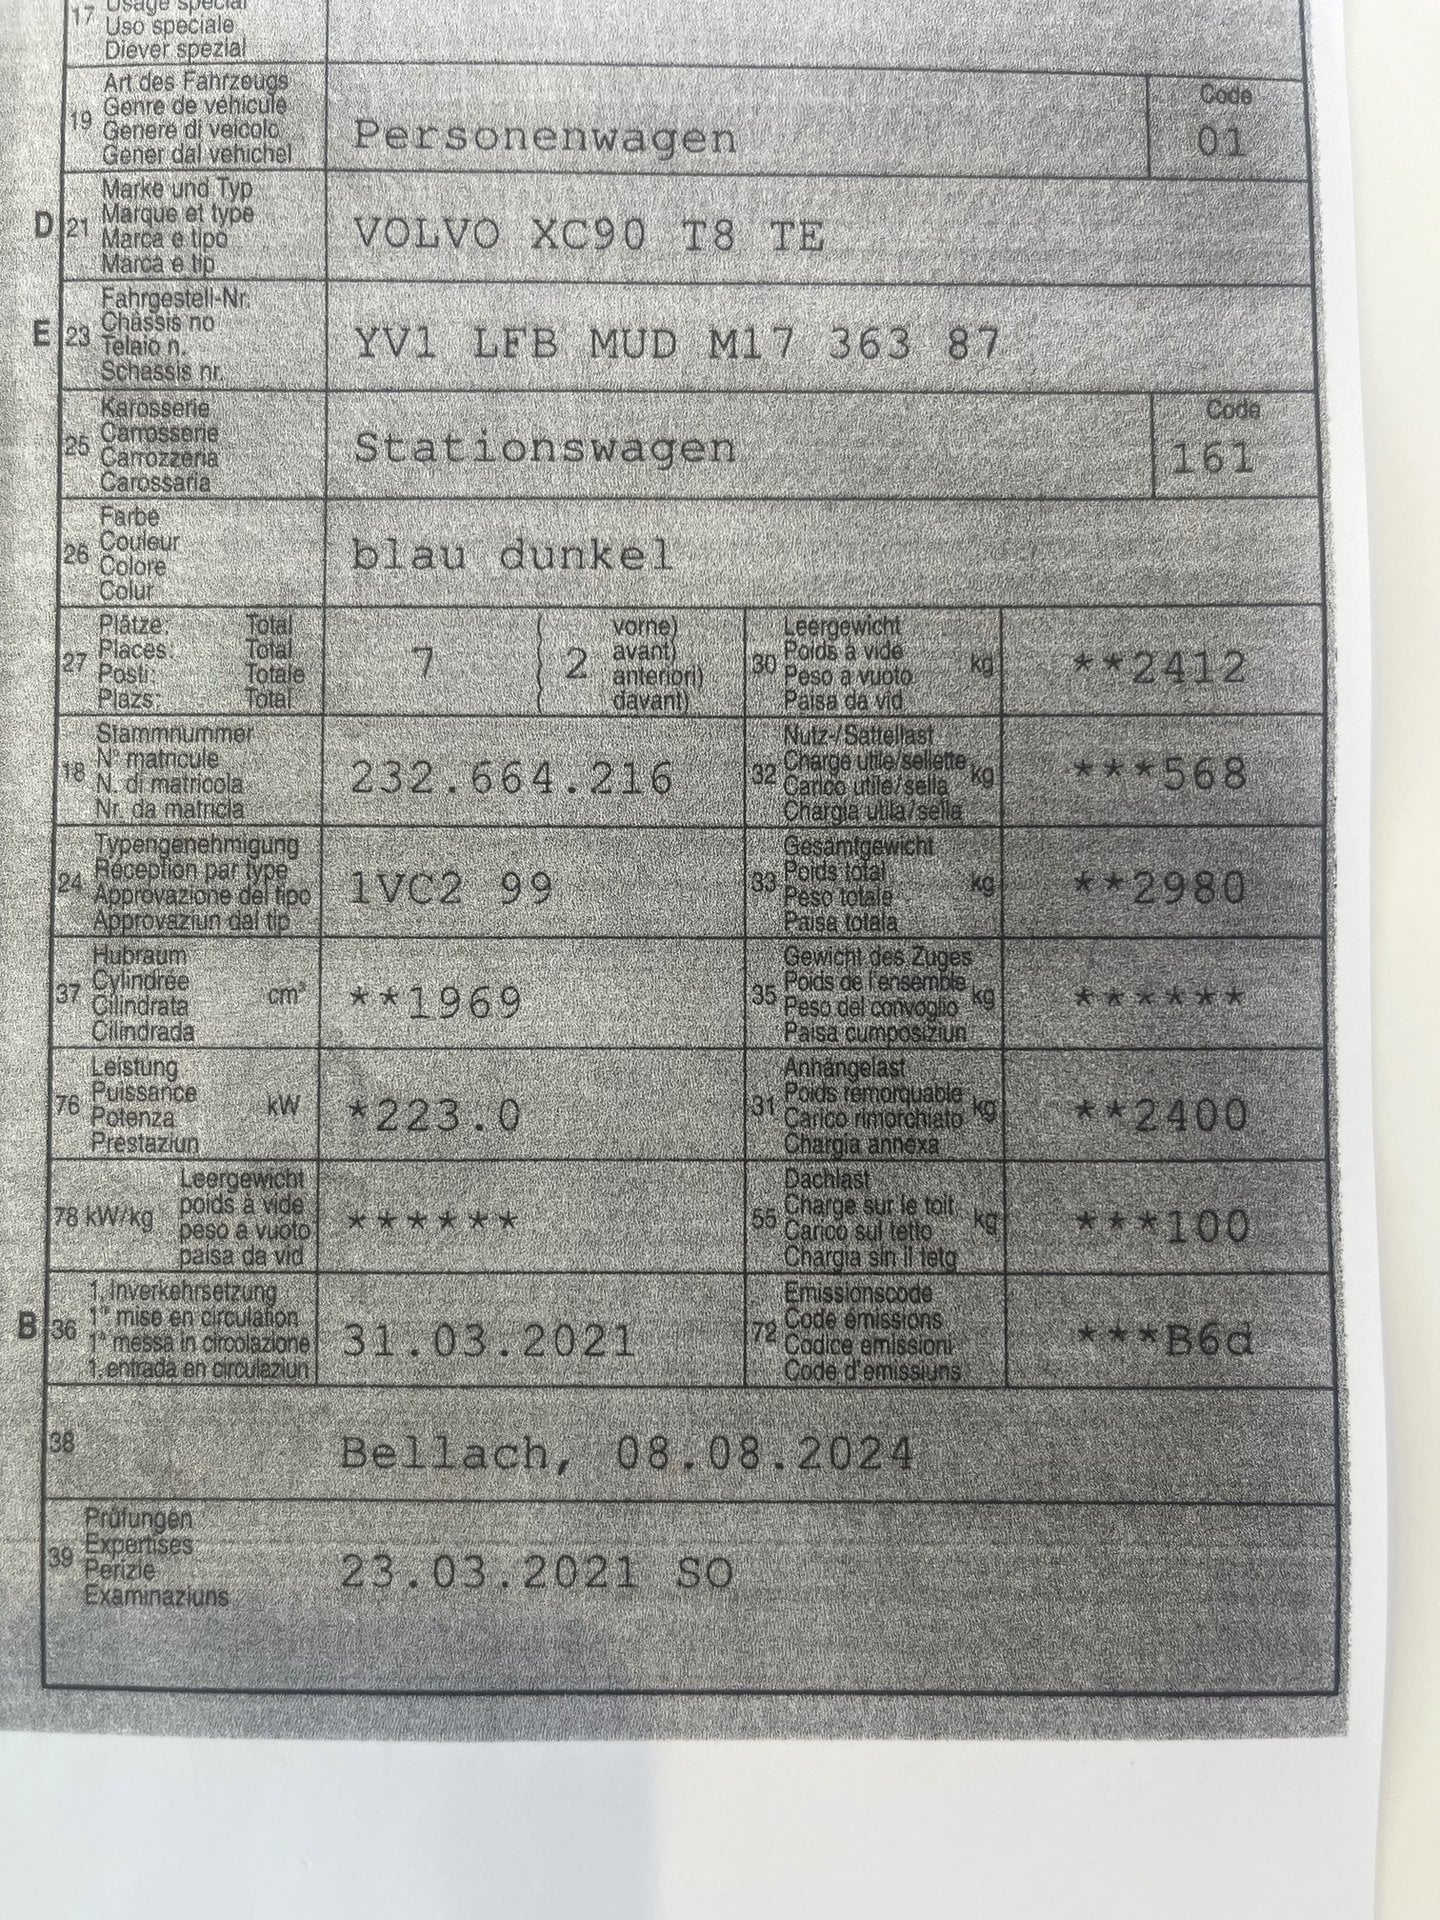 17 Usage spécial
Uso speciale
Diever spezial
19 Art des Fahrzeugs
Genre de véhicule
Genere di veicolo
Gener dal vehichel
Personenwagen
Code
01
D 21 Marke und Typ
Marque et type
Marca e tipo
Marca e tip
VOLVO XC90 T8 TE
E 23 Fahrgestell-Nr.
Châssis no
Telaio n.
Schassis nr.
YV1 LFB MUD M17 363 87
25 Karosserie
Carrosserie
Carrozzeria
Carossaria
Stationswagen
Code
161
26 Farbe
Couleur
Colore
Colur
blau dunkel
27 Plätze: Total
Places: Total
Posti: Totale
Plazs: Total
7 ( 2 vorne)
avant)
anteriori)
davant)
30 Leergewicht
Poids à vide
Peso a vuoto
Paisa da vid
kg
**2412
18 Stammnummer
N° matricule
N. di matricola
Nr. da matricla
232.664.216
32 Nutz-/Sattellast
Charge utile/sellette
Carico utile/sella
Chargia utila/sella
kg
***568
24 Typengenehmigung
Réception par type
Approvazione del tipo
Approvaziun dal tip
1VC2 99
33 Gesamtgewicht
Poids total
Peso totale
Paisa totala
kg
**2980
37 Hubraum
Cylindrée
Cilindrata
Cilindrada
cm³
**1969
35 Gewicht des Zuges
Poids de l'ensemble
Peso del convoglio
Paisa cumposiziun
kg
******
76 Leistung
Puissance
Potenza
Prestaziun
kW
*223.0
31 Anhängelast
Poids remorquable
Carico rimorchiato
Chargia annexa
kg
**2400
78 kW/kg Leergewicht
poids à vide
peso a vuoto
paisa da vid
******
55 Dachlast
Charge sur le toit
Carico sul tetto
Chargia sin il tetg
kg
***100
B 36 1. Inverkehrsetzung
1re mise en circulation
1a messa in circolazione
1. entrada en circulaziun
31.03.2021
72 Emissionscode
Code émissions
Codice emissioni
Code d'emissiuns
***B6d
38 Bellach, 08.08.2024
39 Prüfungen
Expertises
Perizie
Examinaziuns
23.03.2021 SO